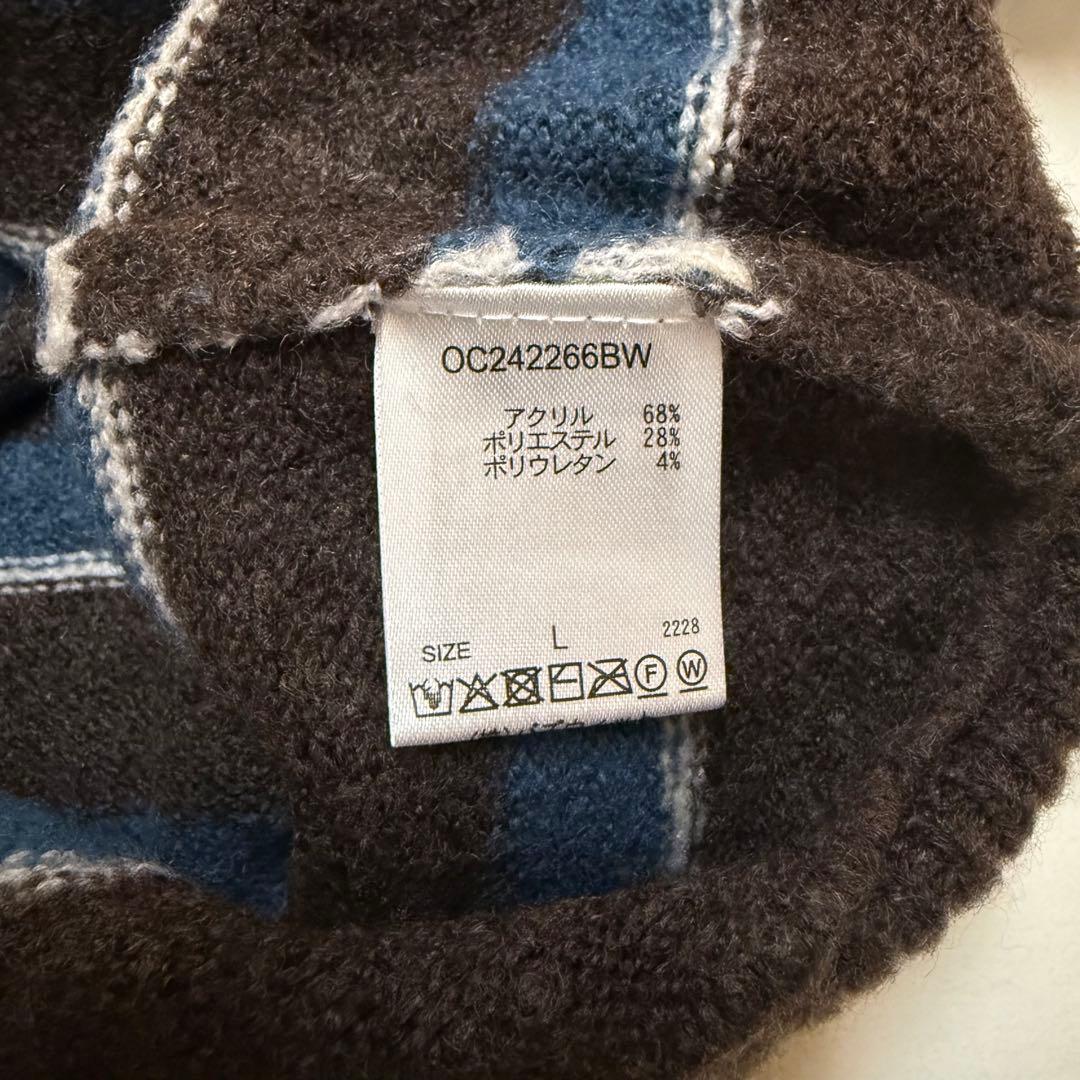 OC242266BW
アクリル 68%
ポリエステル 28%
ポリウレタン 4%
SIZE L 2228
F W